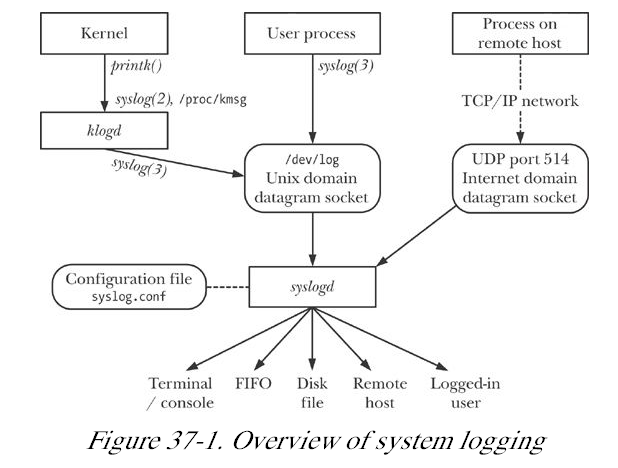 Kernel
User process
Process on
remote host
printk()
syslog(3)
TCP/IP network
syslog(2), /proc/kmsg
klogd
syslog(3)
/dev/log
Unix domain
datagram socket
UDP port 514
Internet domain
datagram socket
Configuration file
syslog.conf
syslogd
Terminal
/ console
FIFO
Disk
file
Remote
host
Logged-in
user
Figure 37-1. Overview of system logging